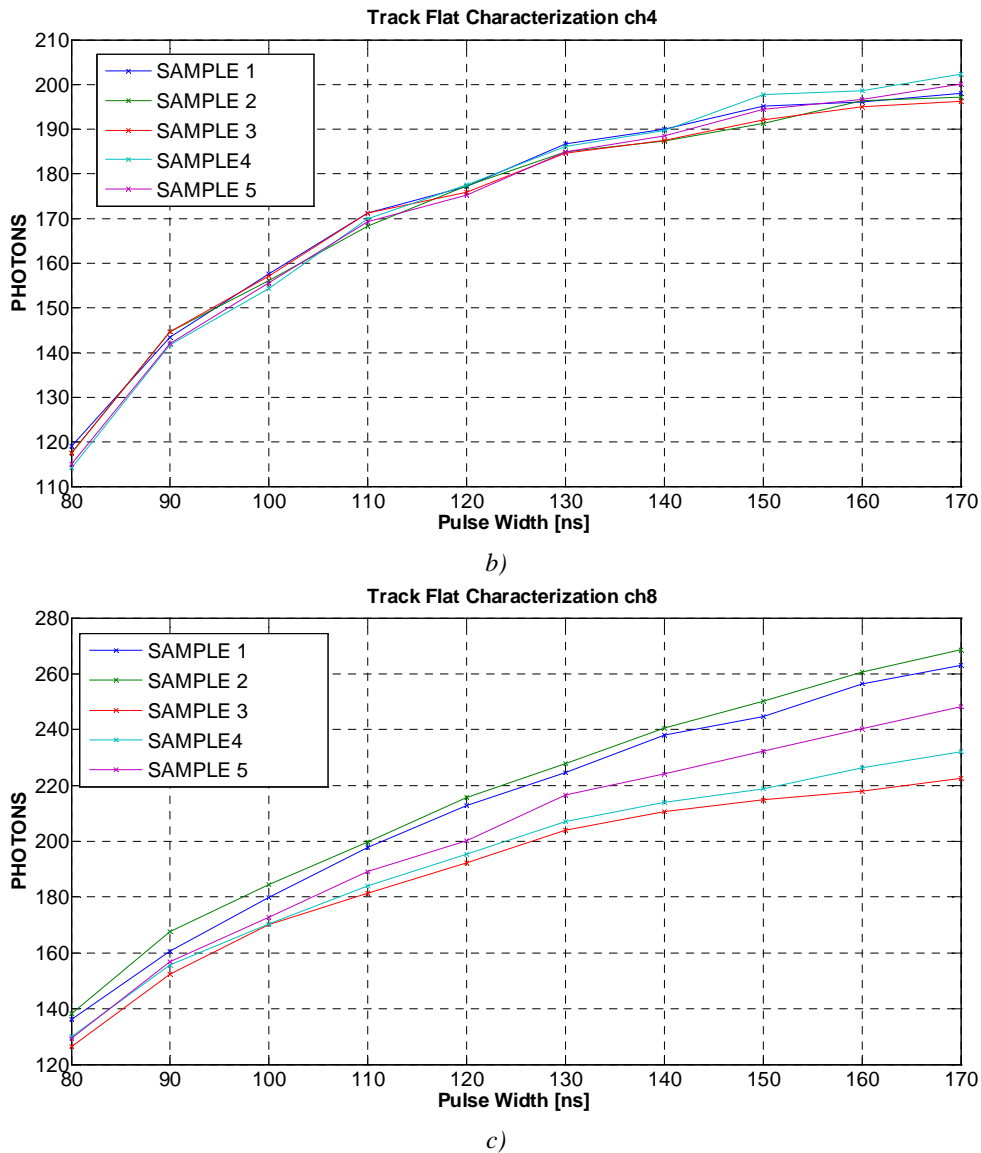 Track Flat Characterization ch4
210
200
190
180
170
160
150
140
130
120
110
PHOTONS
SAMPLE 1
SAMPLE 2
SAMPLE 3
SAMPLE4
SAMPLE 5
80 90 100 110 120 130 140 150 160 170
Pulse Width [ns]
b)
Track Flat Characterization ch8
280
260
240
220
200
180
160
140
120
PHOTONS
SAMPLE 1
SAMPLE 2
SAMPLE 3
SAMPLE4
SAMPLE 5
80 90 100 110 120 130 140 150 160 170
Pulse Width [ns]
c)